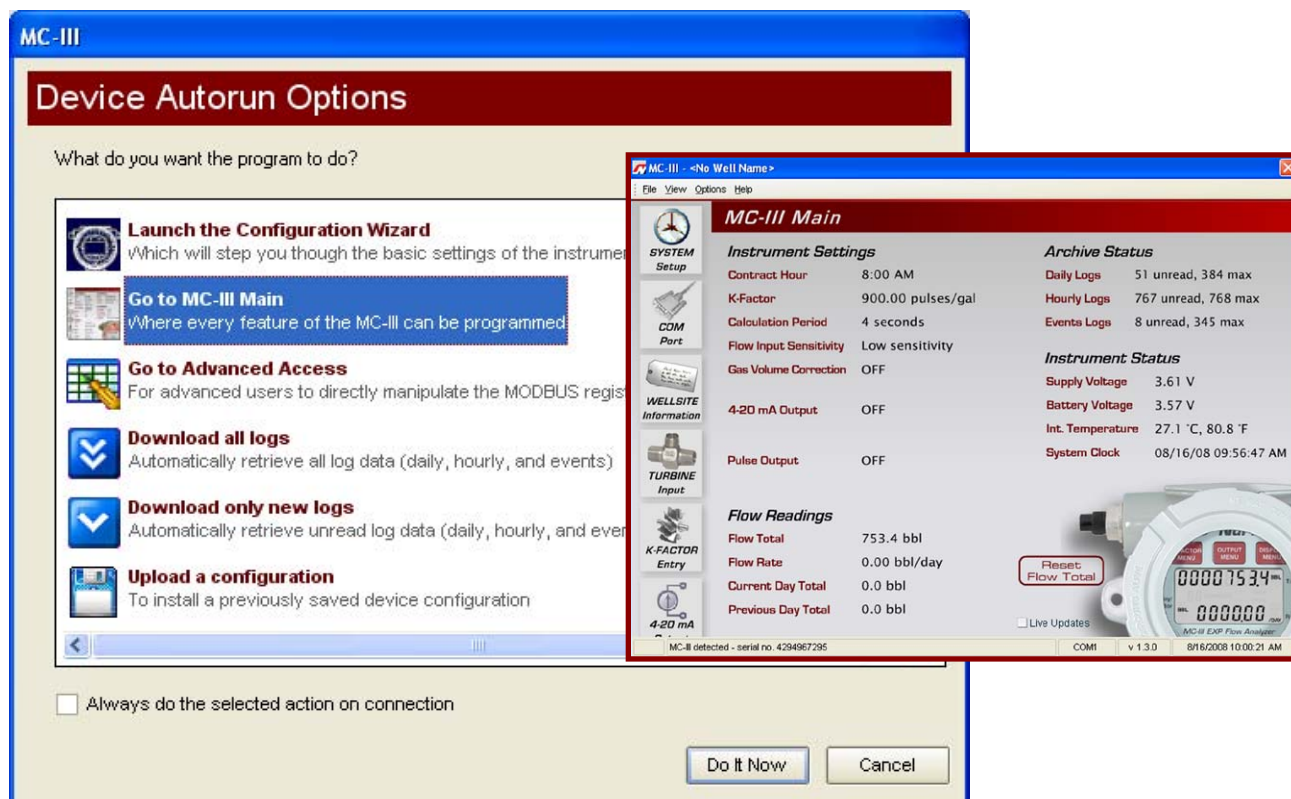 MC-III
Device Autorun Options
What do you want the program to do?
Launch the Configuration Wizard
Which will step you though the basic settings of the instrumen
Go to MC-III Main
Where every feature of the MC-III can be programmed
Go to Advanced Access
For advanced users to directly manipulate the MODBUS regis
Download all logs
Automatically retrieve all log data (daily, hourly, and events)
Download only new logs
Automatically retrieve unread log data (daily, hourly, and ever
Upload a configuration
To install a previously saved device configuration
Always do the selected action on connection
Do It Now
Cancel
MC-III - <No Well Name>
File View Options Help
SYSTEM
Setup
COM
Port
WELLSITE
Information
TURBINE
Input
K-FACTOR
Entry
4-20 mA
MC-III Main
Instrument Settings
Contract Hour 8:00 AM
K-Factor 900.00 pulses/gal
Calculation Period 4 seconds
Flow Input Sensitivity Low sensitivity
Gas Volume Correction OFF
4-20 mA Output OFF
Pulse Output OFF
Flow Readings
Flow Total 753.4 bbl
Flow Rate 0.00 bbl/day
Current Day Total 0.0 bbl
Previous Day Total 0.0 bbl
Archive Status
Daily Logs 51 unread, 384 max
Hourly Logs 767 unread, 768 max
Events Logs 8 unread, 345 max
Instrument Status
Supply Voltage 3.61 V
Battery Voltage 3.57 V
Int. Temperature 27.1 °C, 80.8 °F
System Clock 08/16/08 09:56:47 AM
Reset
Flow Total
Live Updates
OUTPUT
MENU
MENU
0000753.4 BBL
BBL 000000
MC-III EXP Flow Analyzer
MC-III detected - serial no. 4294967295
COM1
v 1.3.0
8/16/2008 10:00:21 AM